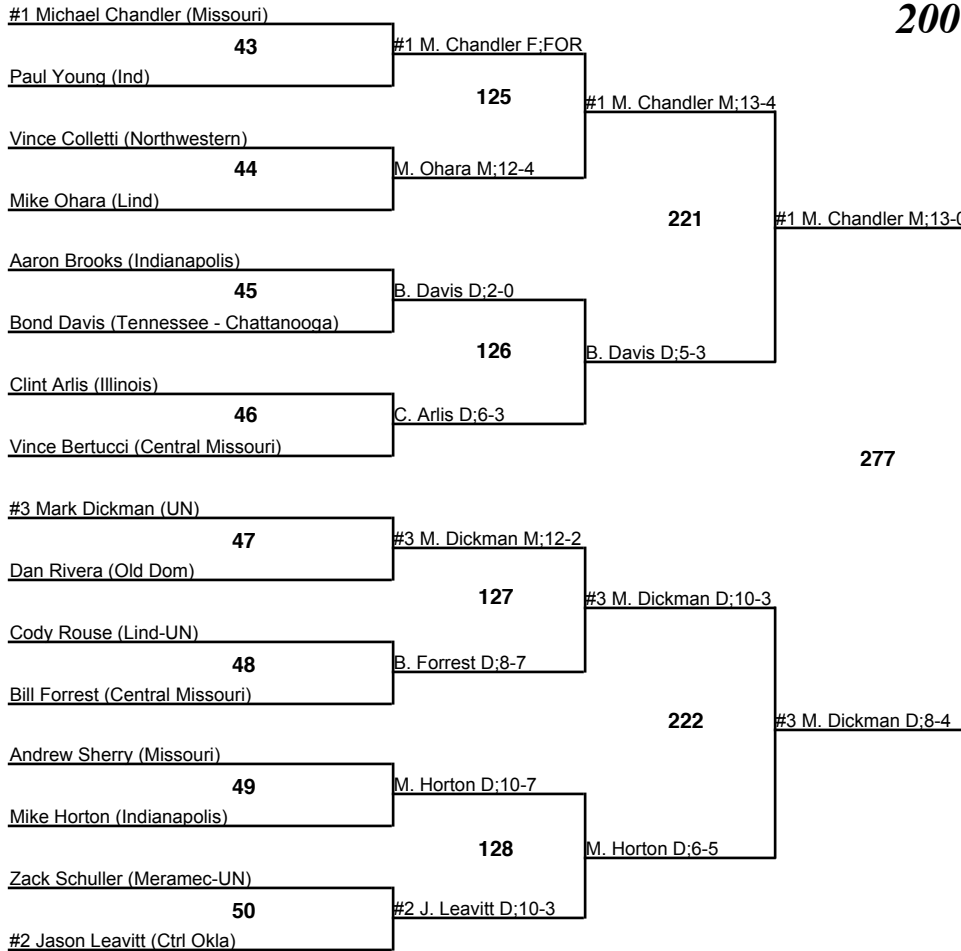 #1 Michael Chandler (Missouri)
200
43
#1 M. Chandler F;FOR
Paul Young (Ind)
125
#1 M. Chandler M;13-4
Vince Colletti (Northwestern)
44
M. Ohara M;12-4
Mike Ohara (Lind)
221
#1 M. Chandler M;13-0
Aaron Brooks (Indianapolis)
45
B. Davis D;2-0
Bond Davis (Tennessee - Chattanooga)
126
B. Davis D;5-3
Clint Arlis (Illinois)
46
C. Arlis D;6-3
Vince Bertucci (Central Missouri)
277
#3 Mark Dickman (UN)
47
#3 M. Dickman M;12-2
Dan Rivera (Old Dom)
127
#3 M. Dickman D;10-3
Cody Rouse (Lind-UN)
48
B. Forrest D;8-7
Bill Forrest (Central Missouri)
222
#3 M. Dickman D;8-4
Andrew Sherry (Missouri)
49
M. Horton D;10-7
Mike Horton (Indianapolis)
128
M. Horton D;6-5
Zack Schuller (Meramec-UN)
50
#2 J. Leavitt D;10-3
#2 Jason Leavitt (Ctrl Okla)